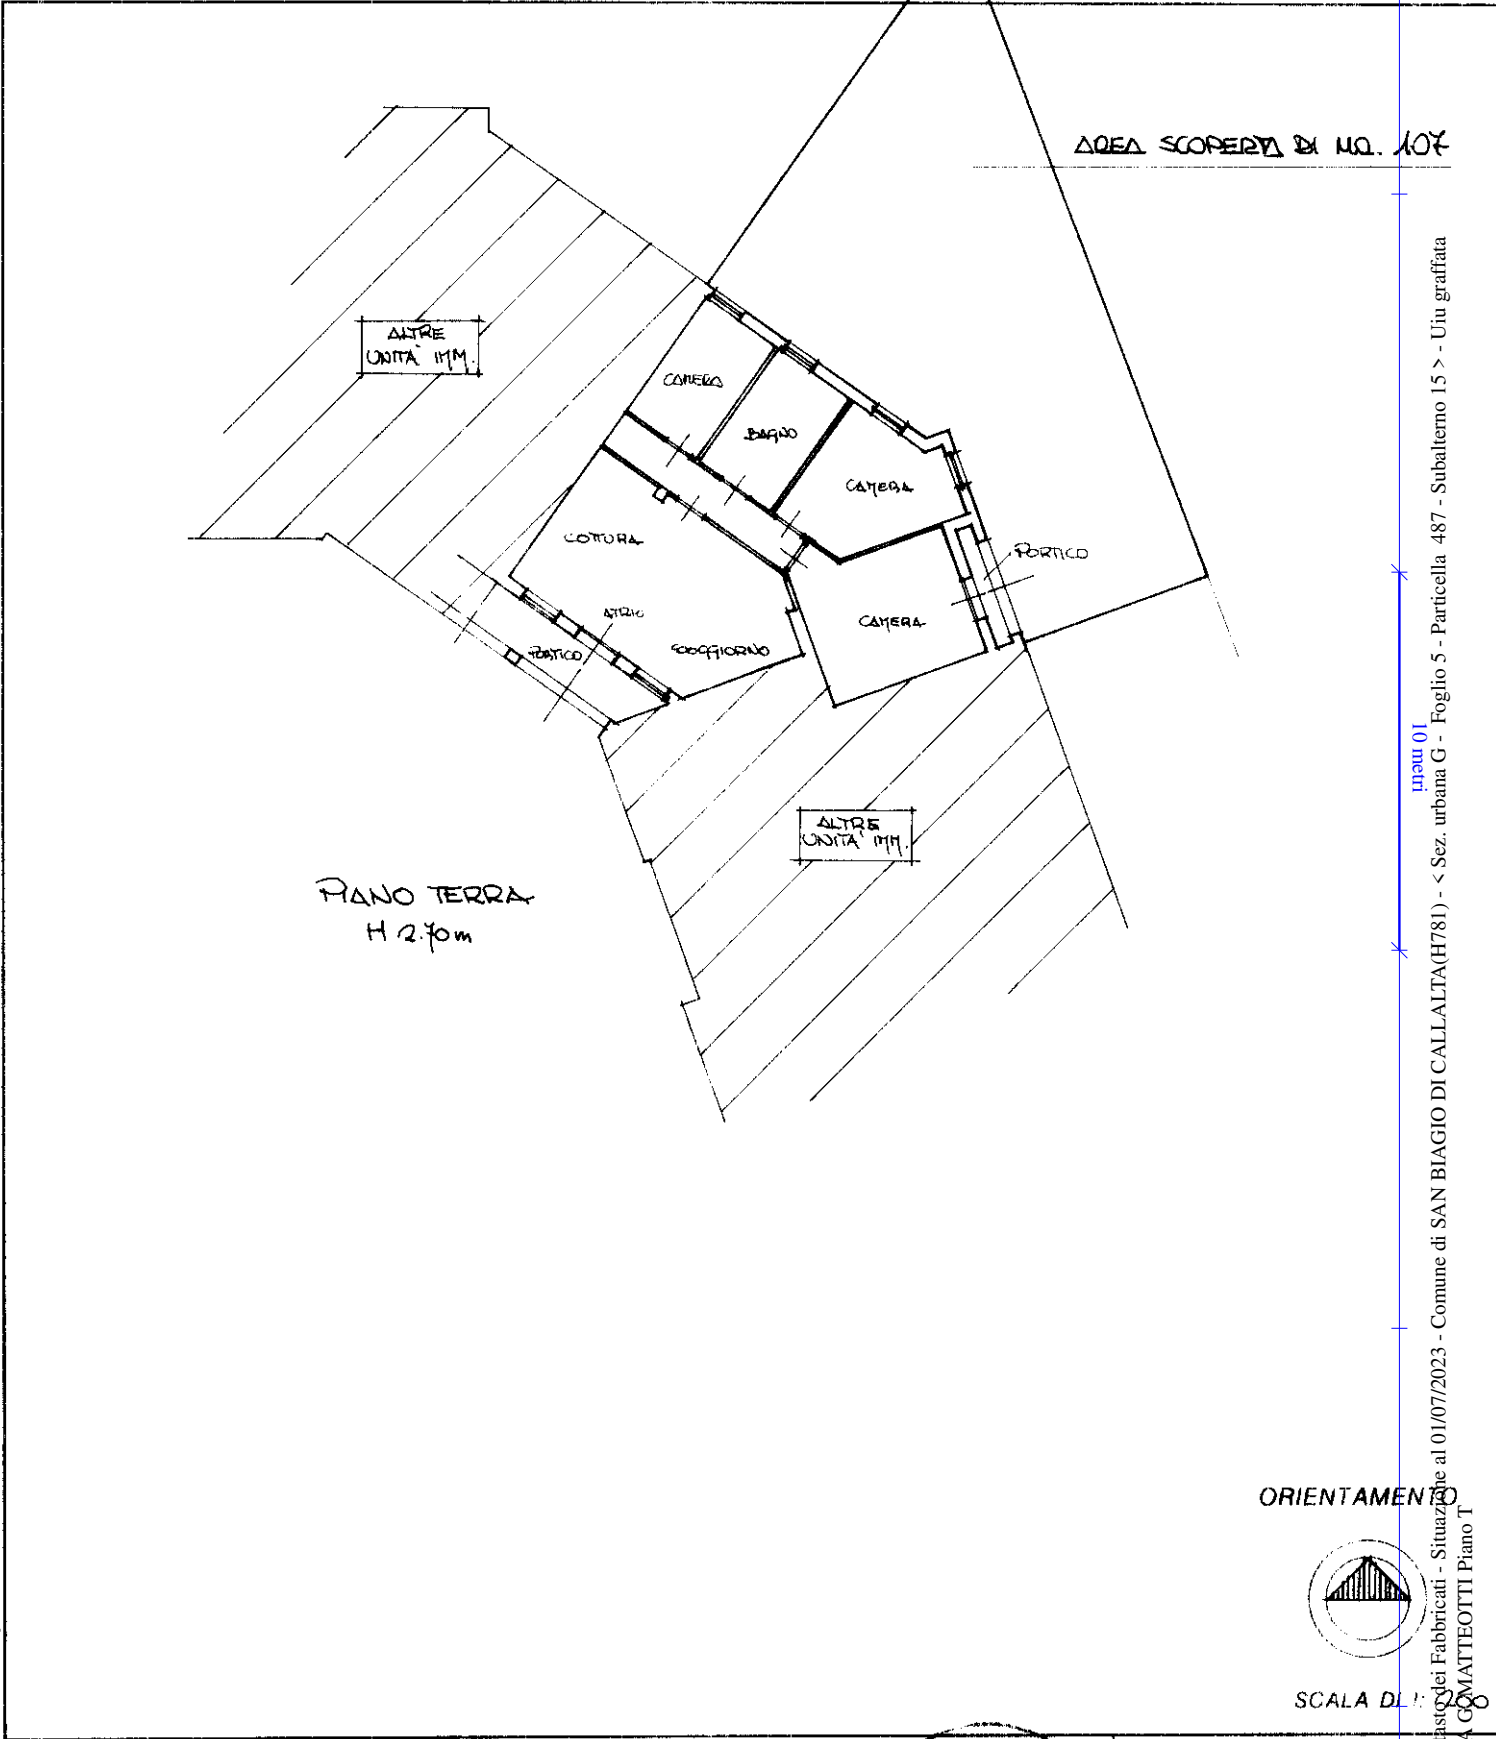 AREA SCOPERTA DI MQ. 107
ALTRE
UNITA' IMM.
CAMERA
BAGNO
CAMERA
COTTURA
PORTICO
ATRIO
CAMERA
PORTICO
SOGGIORNO
ALTRE
UNITA' IMM.
PIANO TERRA
H 2.70m
10 metri
tasto dei Fabbricati - Situazione al 01/07/2023 - Comune di SAN BIAGIO DI CALLALTA(H781) - < Sez. urbana G - Foglio 5 - Particella 487 - Subalterno 15 > - Uiu graffata
A G.MATTEOTTI Piano T
ORIENTAMENTO
SCALA DI 1: 200